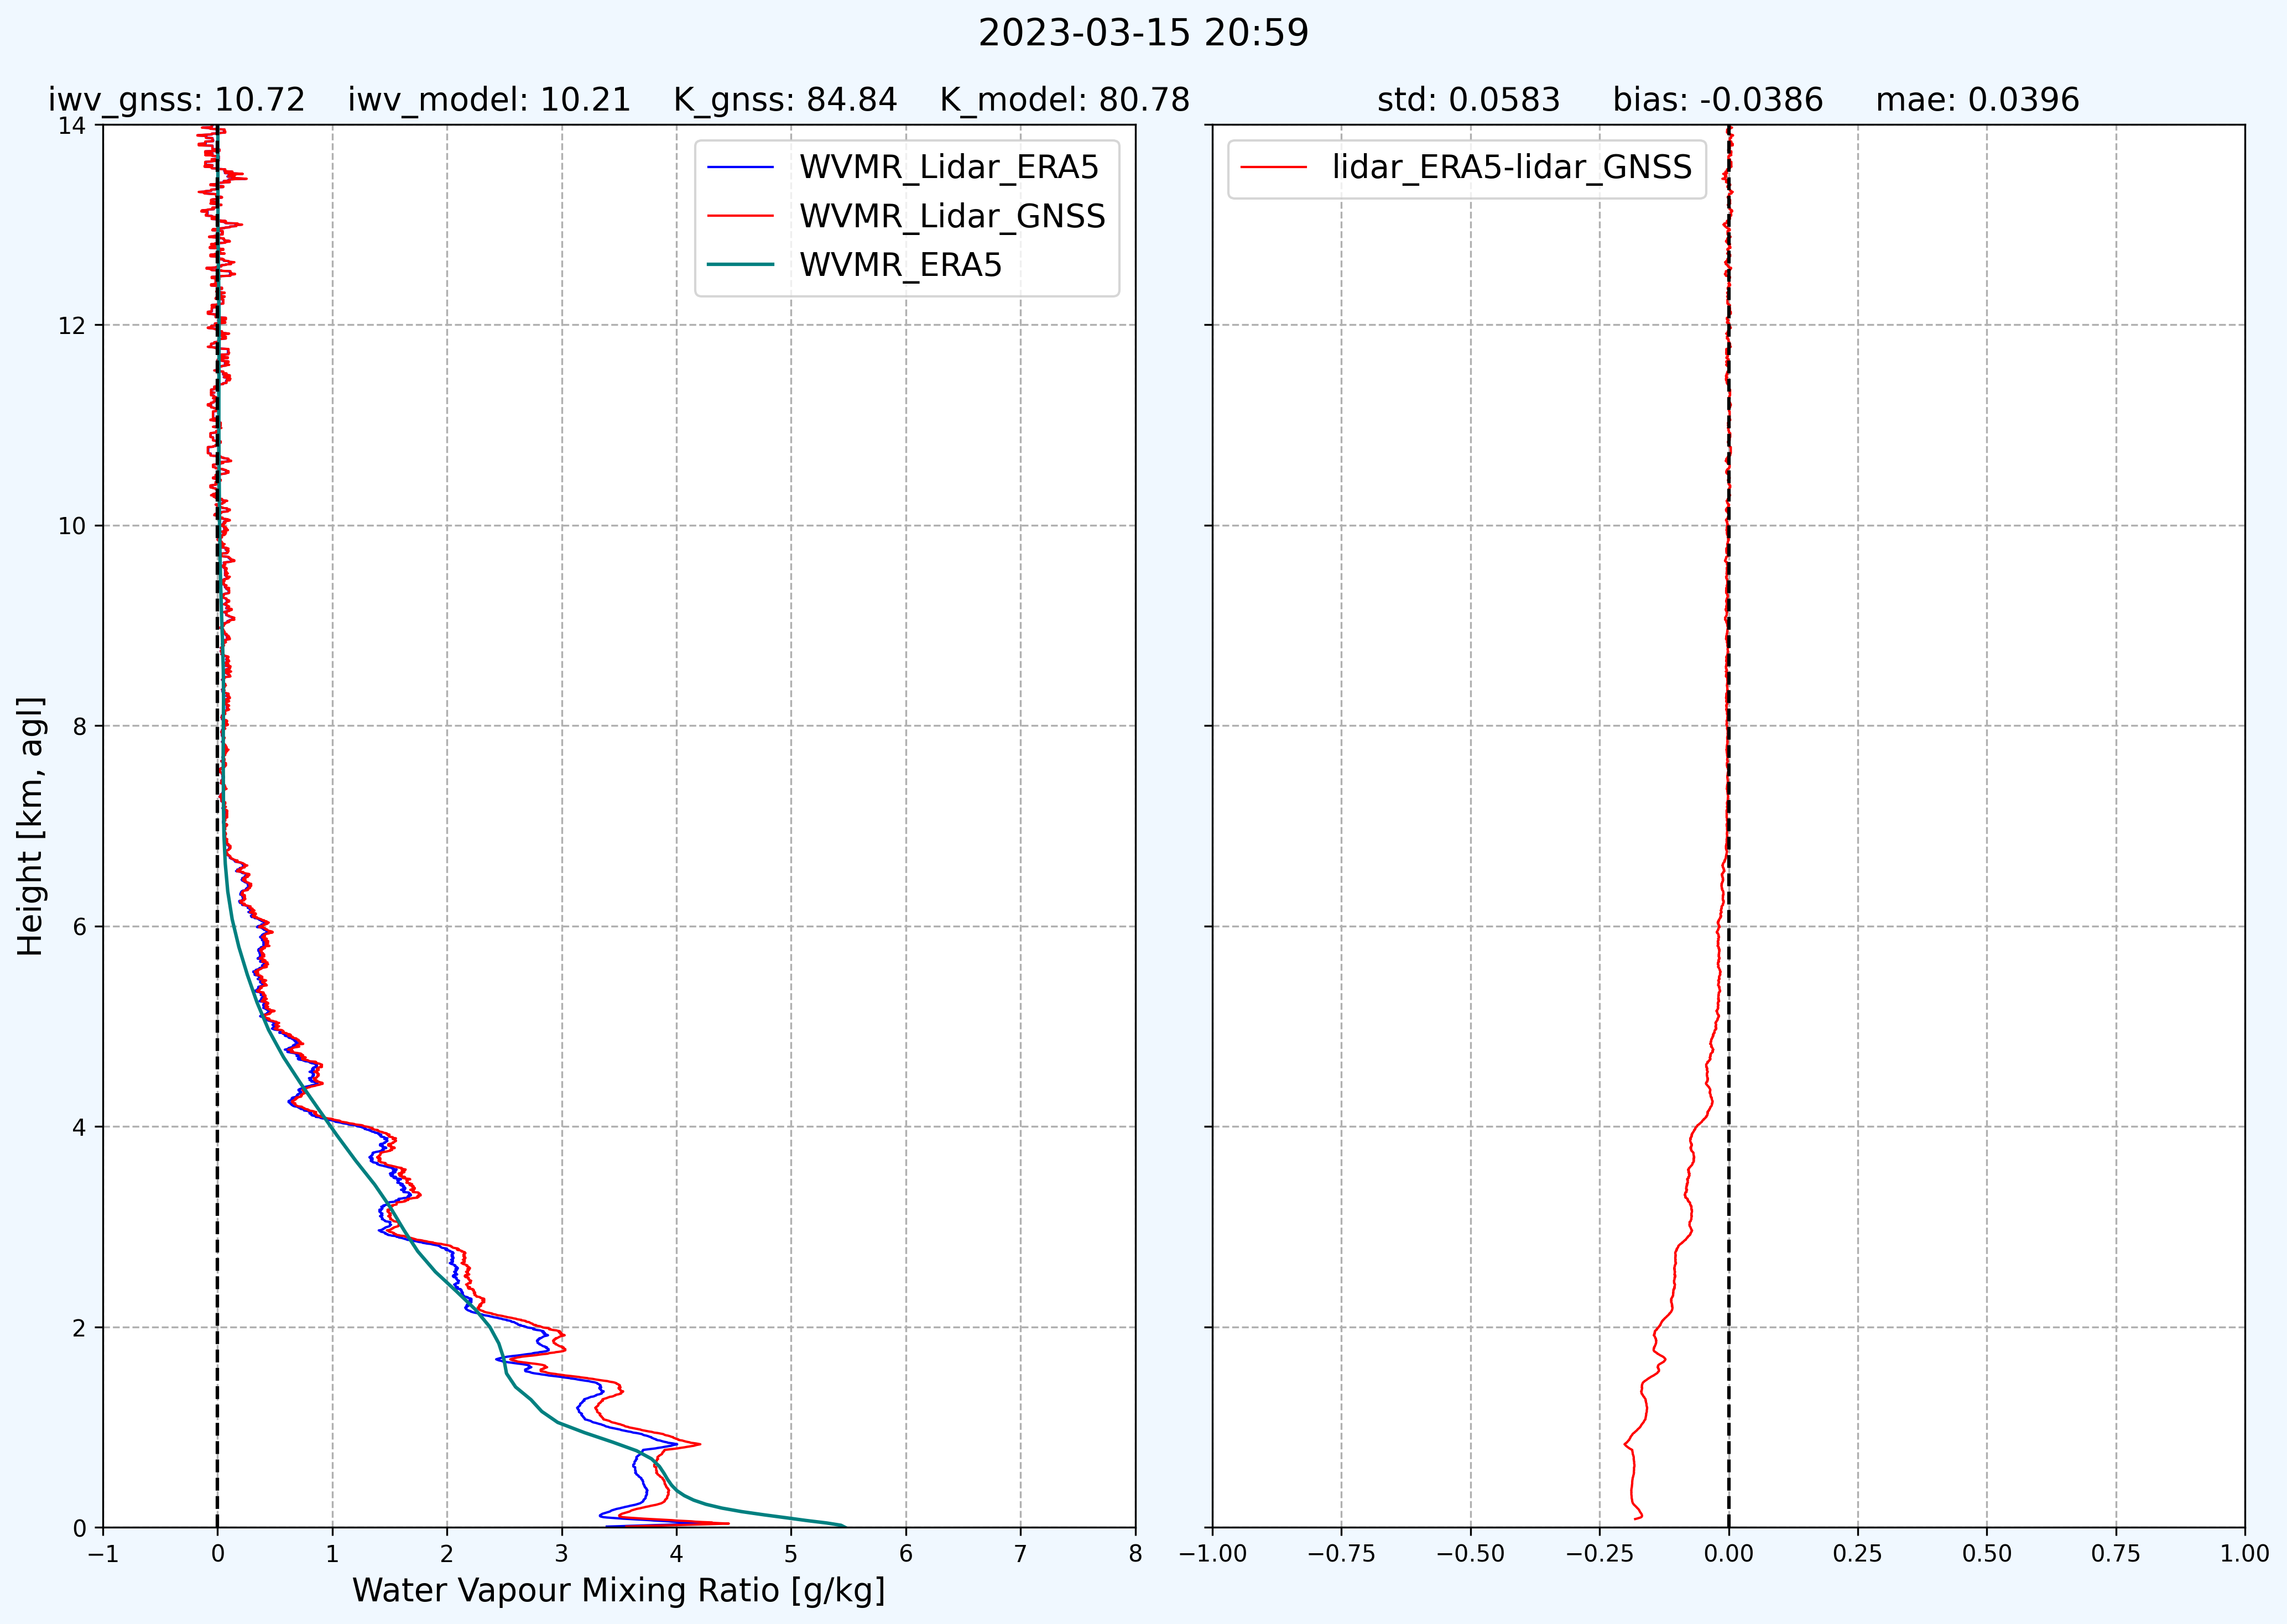 2023-03-15 20:59
iwv_gnss: 10.72 iwv_model: 10.21 K_gnss: 84.84 K_model: 80.78
std: 0.0583 bias: -0.0386 mae: 0.0396
WVMR_Lidar_ERA5
WVMR_Lidar_GNSS
WVMR_ERA5
lidar_ERA5-lidar_GNSS
Height [km, agl]
14
12
10
8
6
4
2
0
−1 0 1 2 3 4 5 6 7 8
Water Vapour Mixing Ratio [g/kg]
−1.00 −0.75 −0.50 −0.25 0.00 0.25 0.50 0.75 1.00